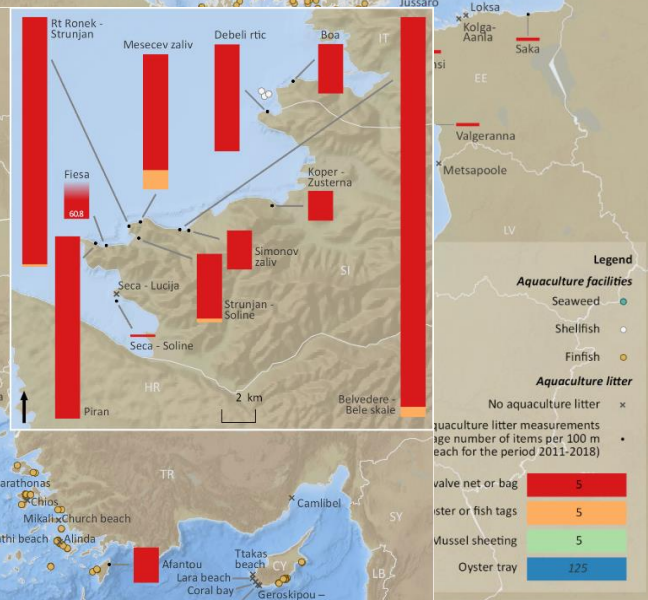 Jussarö
Loksa
Kolga-
Aanla
Saka
EE
Valgeranna
Metsapoole
LV
Rt Ronek -
Strunjan
Mesecev zaliv
Debeli rtic
Boa
IT
Fiesa
60.8
Koper -
Zusterna
Simonov
zaliv
SI
Seca - Lucija
Strunjan -
Soline
Seca - Soline
HR
2 km
Piran
Belvedere -
Bele skale
Legend
Aquaculture facilities
Seaweed
Shellfish
Finfish
Aquaculture litter
No aquaculture litter
quaculture litter measurements
age number of items per 100 m
each for the period 2011-2018)
valve net or bag
5
ster or fish tags
5
Mussel sheeting
5
Oyster tray
125
TR
arathonas
Chios
Mikali
Church beach
thi beach
Alinda
Afantou
Camlibel
SY
Ttakas
beach
CY
Lara beach
Coral bay
Geroskipou –
LB